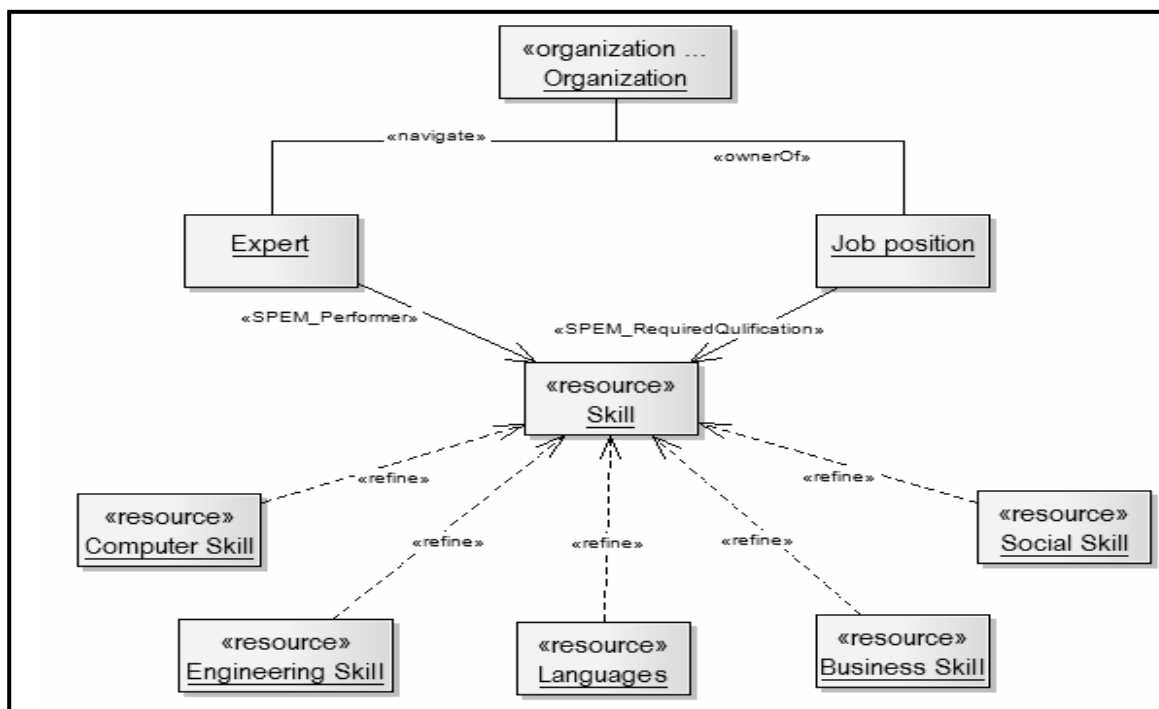 «organization ...
Organization
«navigate»
«ownerOf»
Expert
Job position
«SPEM_Performer»
«SPEM_RequiredQulification»
«resource»
Skill
«refine»
«refine»
«resource»
Computer Skill
«resource»
Social Skill
«refine»
«refine»
«refine»
«resource»
Engineering Skill
«resource»
Languages
«resource»
Business Skill